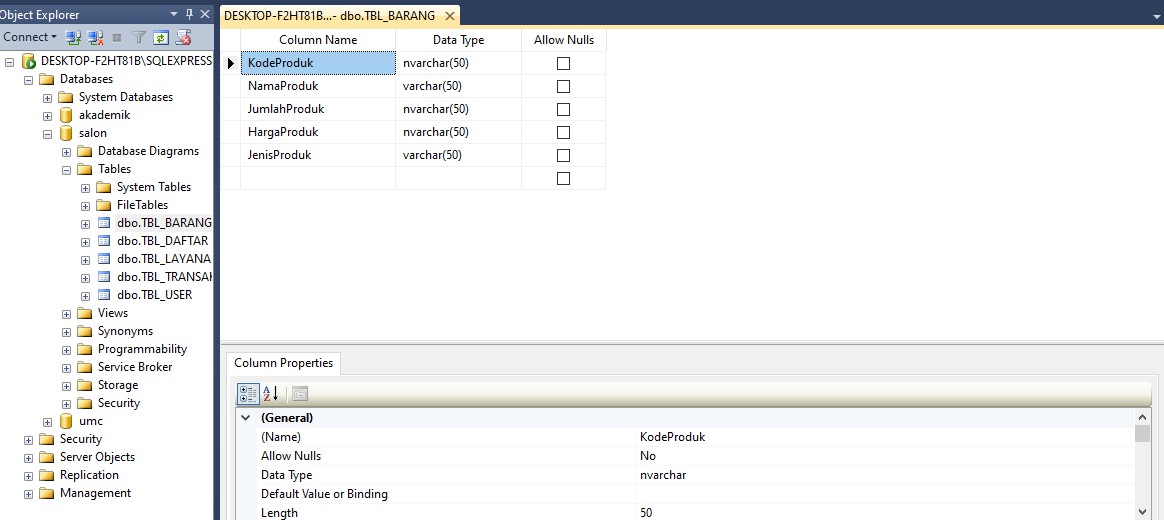 Object Explorer
Connect
DESKTOP-F2HT81B\SQLEXPRESS
Databases
System Databases
akademik
salon
Database Diagrams
Tables
System Tables
FileTables
dbo.TBL_BARANG
dbo.TBL_DAFTAR
dbo.TBL_LAYANA
dbo.TBL_TRANSAK
dbo.TBL_USER
Views
Synonyms
Programmability
Service Broker
Storage
Security
umc
Security
Server Objects
Replication
Management
DESKTOP-F2HT81B...- dbo.TBL_BARANG
Column Name Data Type Allow Nulls
KodeProduk nvarchar(50)
NamaProduk varchar(50)
JumlahProduk nvarchar(50)
HargaProduk nvarchar(50)
JenisProduk varchar(50)
Column Properties
(General)
(Name) KodeProduk
Allow Nulls No
Data Type nvarchar
Default Value or Binding
Length 50